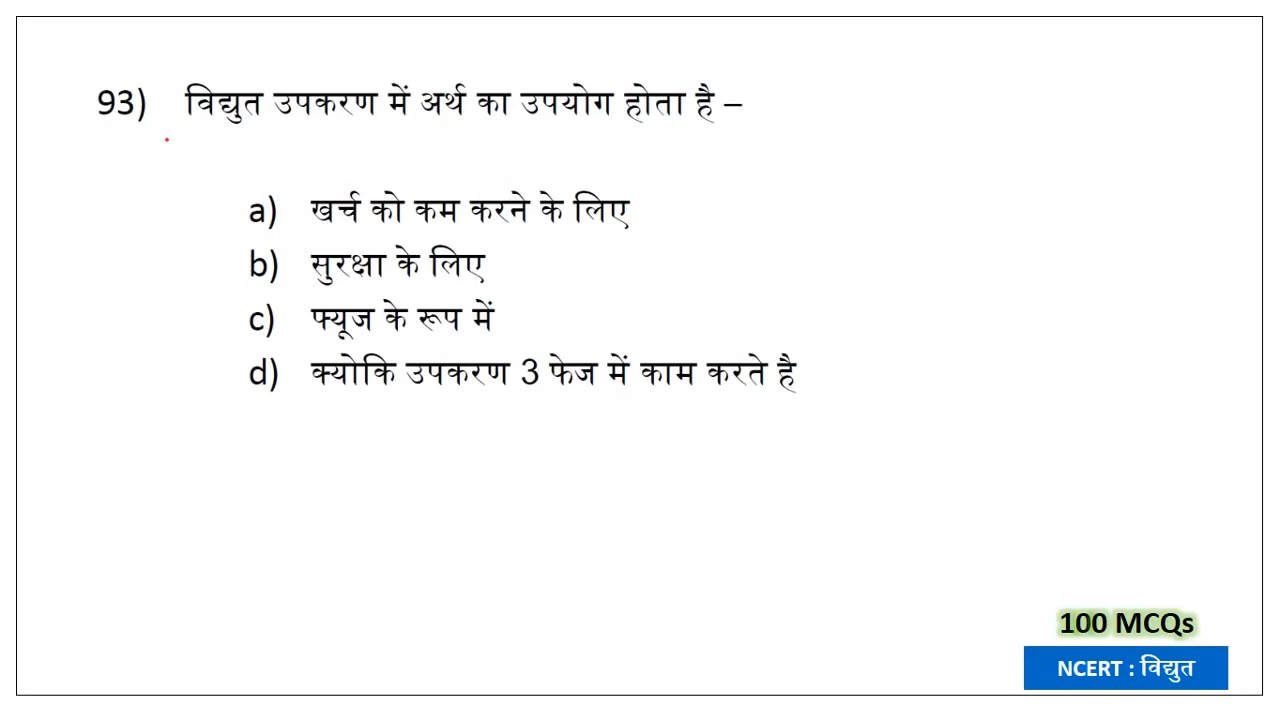 93) विद्युत उपकरण में अर्थ का उपयोग होता है –
a) खर्च को कम करने के लिए
b) सुरक्षा के लिए
c) फ्यूज के रूप में
d) क्योकि उपकरण 3 फेज में काम करते है
100 MCQs
NCERT : विद्युत